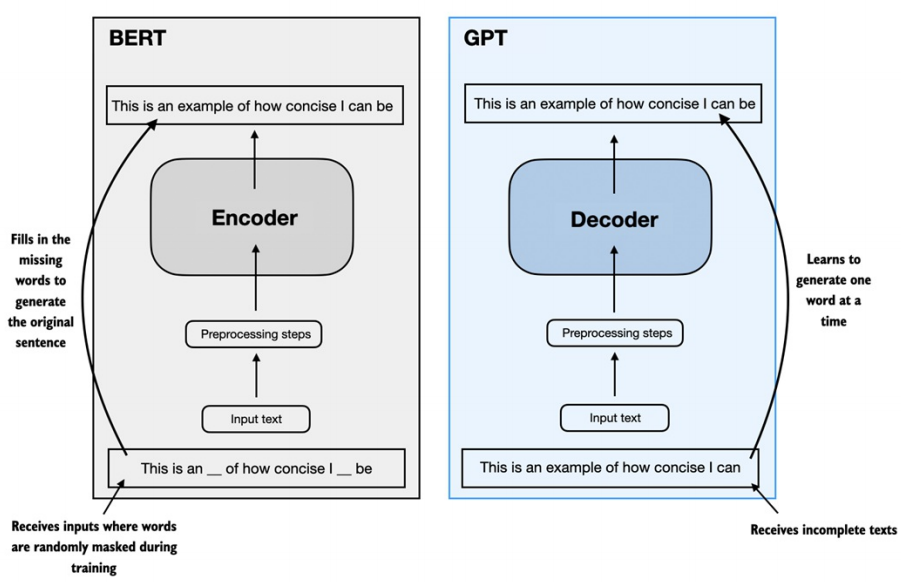 BERT
This is an example of how concise I can be
Encoder
Fills in the
missing
words to
generate
the original
sentence
Preprocessing steps
Input text
This is an __ of how concise I __ be
Receives inputs where words
are randomly masked during
training
GPT
This is an example of how concise I can be
Decoder
Learns to
generate one
word at a
time
Preprocessing steps
Input text
This is an example of how concise I can
Receives incomplete texts